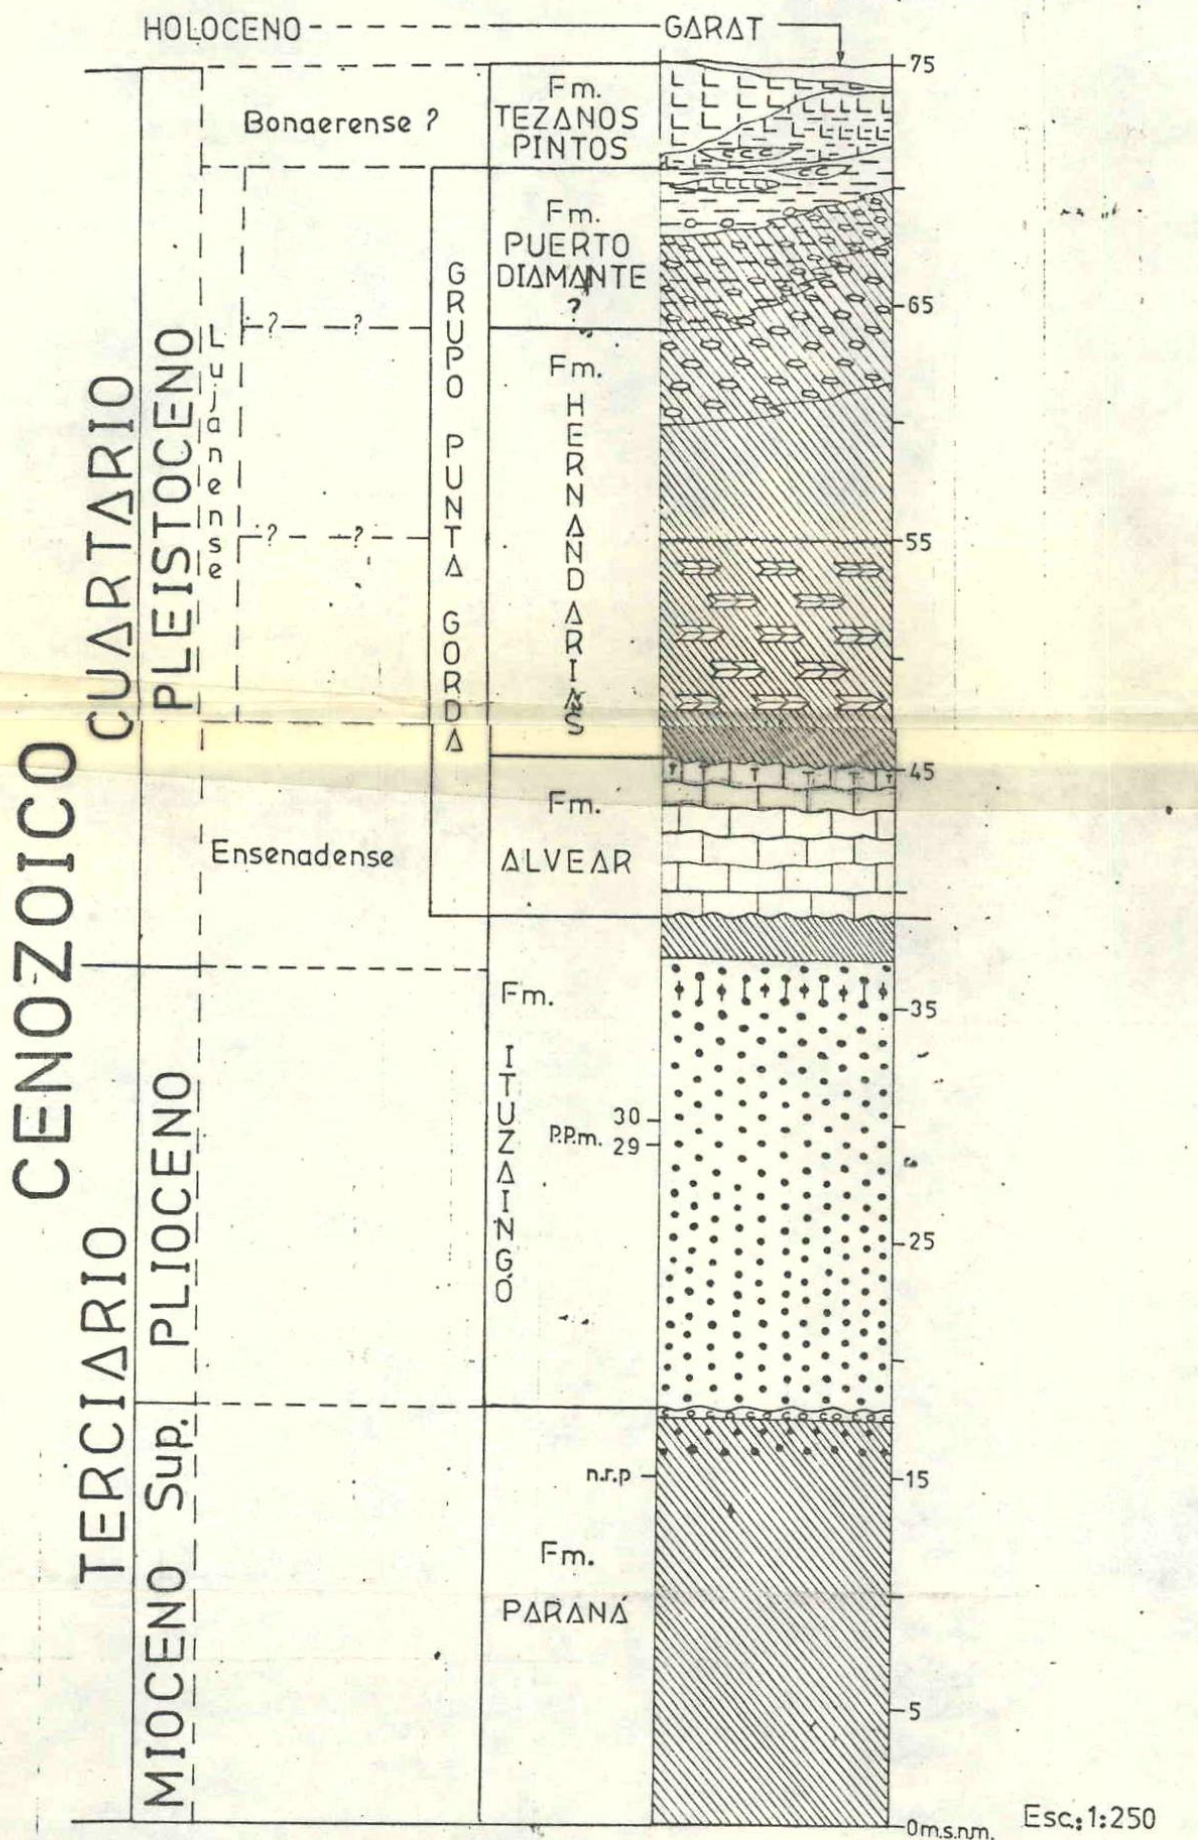 HOLOCENO
GARAT
75
Fm.
TEZANOS
PINTOS
Bonaerense ?
Fm.
PUERTO
DIAMANTE
?
65
? ?
Lujanense
GRUPO PUNTA GORDA
Fm.
HERNANDARIAS
? ?
55
CUARTARIO
PLEISTOCENO
45
Fm.
ALVEAR
Ensenadense
CENOZOICO
Fm.
ITUZAINGÓ
35
30
P.P.m. 29
25
TERCIARIO
PLIOCENO
MIOCENO Sup.
n.r.p
15
Fm.
PARANÁ
5
0 m.s.nm.
Esc.: 1:250